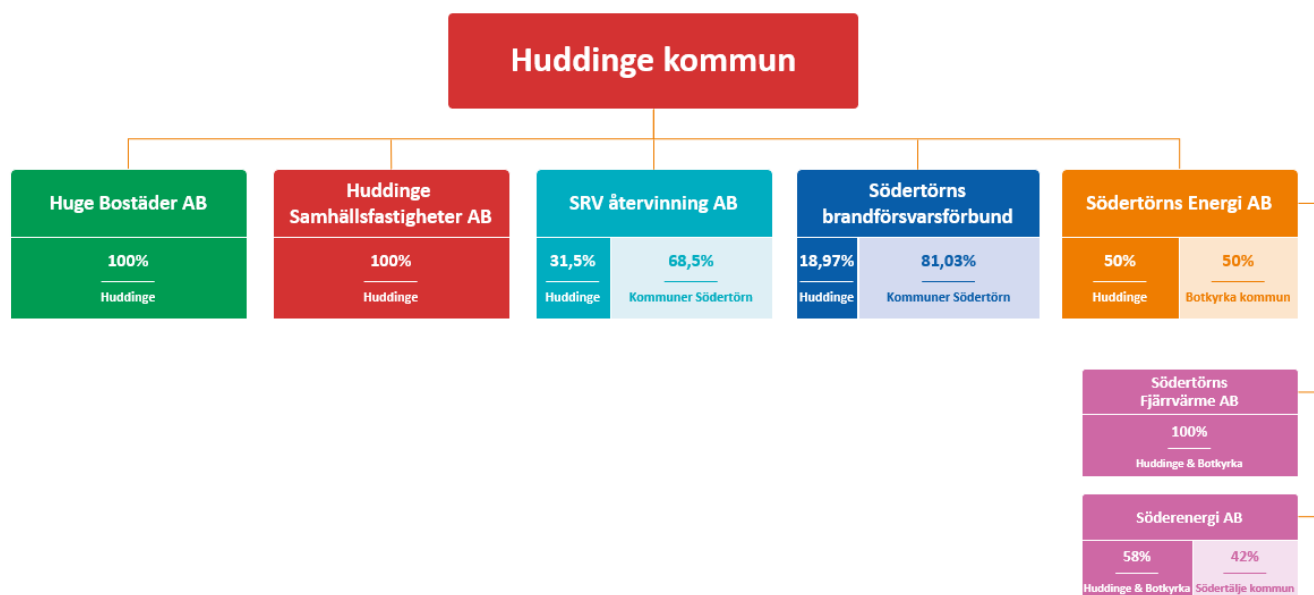 Huddinge kommun
Huge Bostäder AB
100%
Huddinge
Huddinge
Samhällsfastigheter AB
100%
Huddinge
SRV återvinning AB
31,5%
Huddinge
68,5%
Kommuner Södertörn
Södertörns
brandförsvarsförbund
18,97%
Huddinge
81,03%
Kommuner Södertörn
Södertörns Energi AB
50%
Huddinge
50%
Botkyrka kommun
Södertörns
Fjärrvärme AB
100%
Huddinge & Botkyrka
Söderenergi AB
58%
Huddinge & Botkyrka
42%
Södertälje kommun